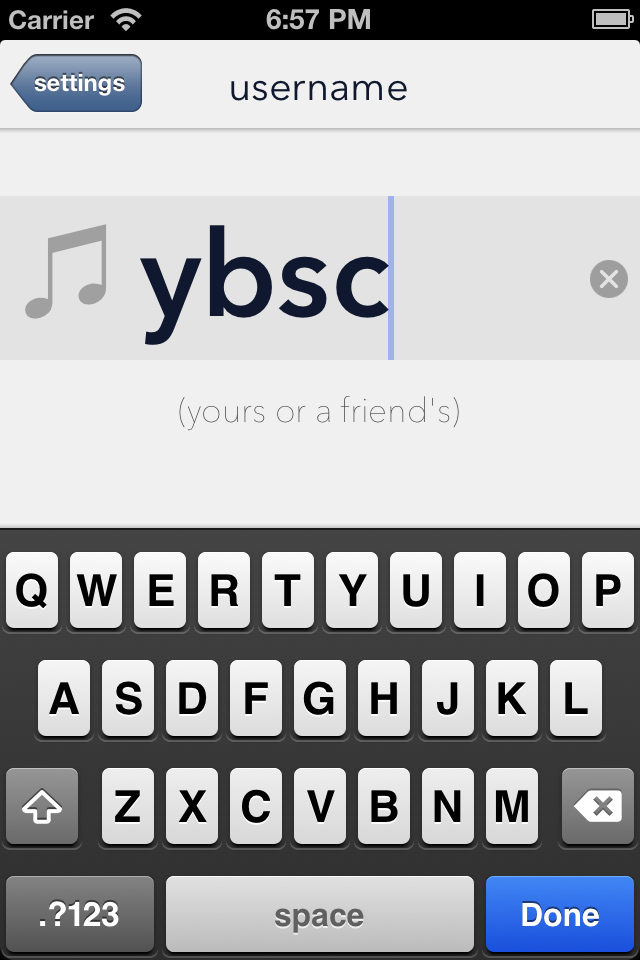 Carrier 6:57 PM
settings username
ybsc
(yours or a friend's)
Q W E R T Y U I O P
A S D F G H J K L
Z X C V B N M
.?123 space Done